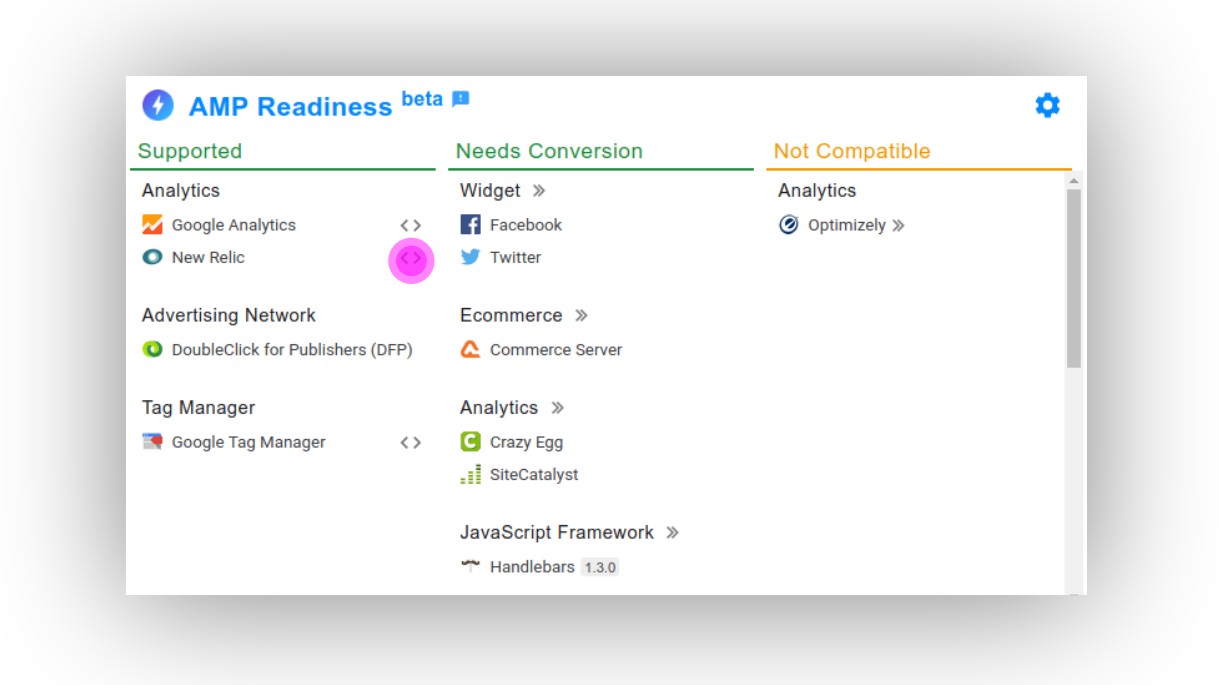 AMP Readiness beta
Supported
Analytics
Google Analytics
New Relic
Advertising Network
DoubleClick for Publishers (DFP)
Tag Manager
Google Tag Manager
Needs Conversion
Widget
Facebook
Twitter
Ecommerce
Commerce Server
Analytics
Crazy Egg
SiteCatalyst
JavaScript Framework
Handlebars 1.3.0
Not Compatible
Analytics
Optimizely